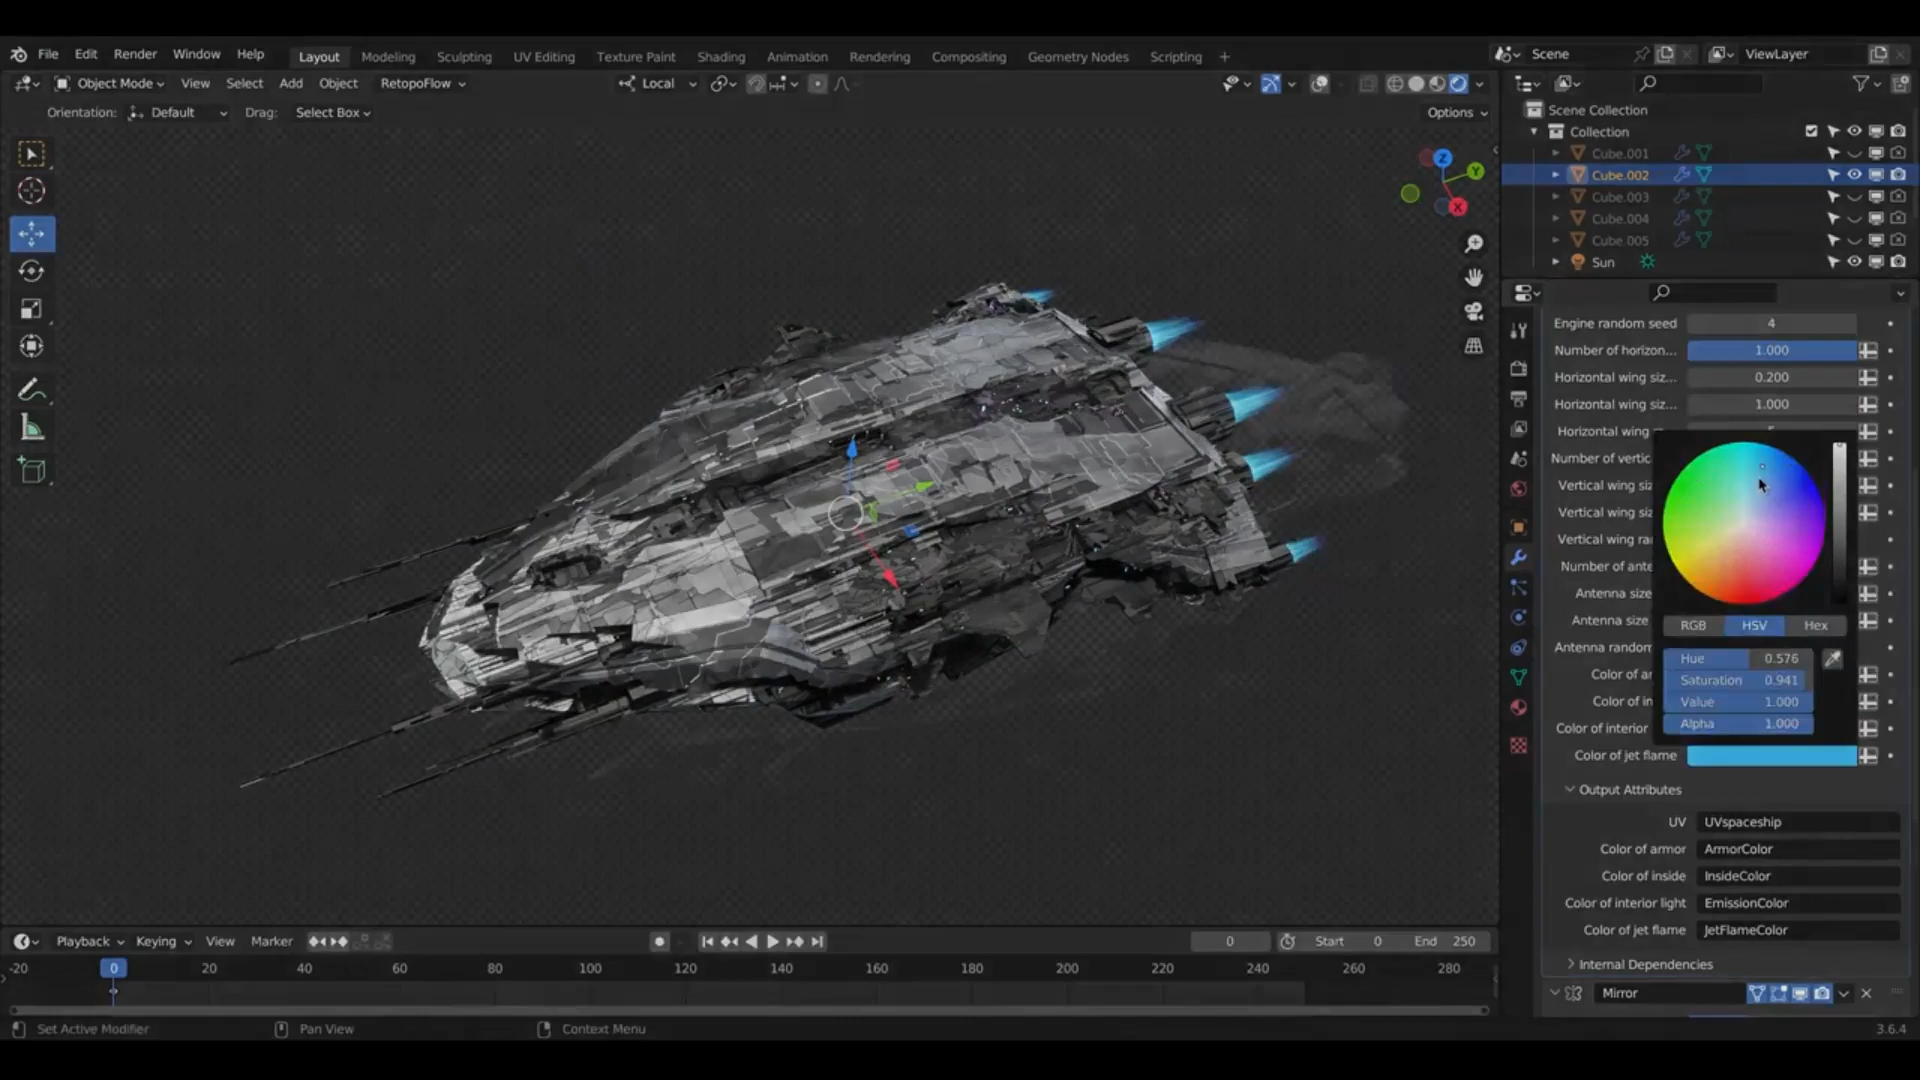 File Edit Render Window Help Layout Modeling Sculpting UV Editing Texture Paint Shading Animation Rendering Compositing Geometry Nodes Scripting + Scene ViewLayer
Object Mode View Select Add Object RetopoFlow Local
Orientation: Default Drag: Select Box Options
Z
Y
X
Scene Collection
Collection
Cube.001
Cube.002
Cube.003
Cube.004
Cube.005
Sun
Engine random seed 4
Number of horizon... 1.000
Horizontal wing siz... 0.200
Horizontal wing siz... 1.000
Horizontal wing
Number of vertic
Vertical wing siz
Vertical wing siz
Vertical wing ra
Number of ante
Antenna size
Antenna size
Antenna random
Color of ar
Color of in
Color of interior
RGB HSV Hex
Hue 0.576
Saturation 0.941
Value 1.000
Alpha 1.000
Color of jet flame
Output Attributes
UV UVspaceship
Color of armor ArmorColor
Color of inside InsideColor
Color of interior light EmissionColor
Color of jet flame JetFlameColor
Internal Dependencies
Mirror
Playback Keying View Marker 0 Start 0 End 250
-20 0 20 40 60 80 100 120 140 160 180 200 220 240 260 280
Set Active Modifier Pan View Context Menu 3.6.4